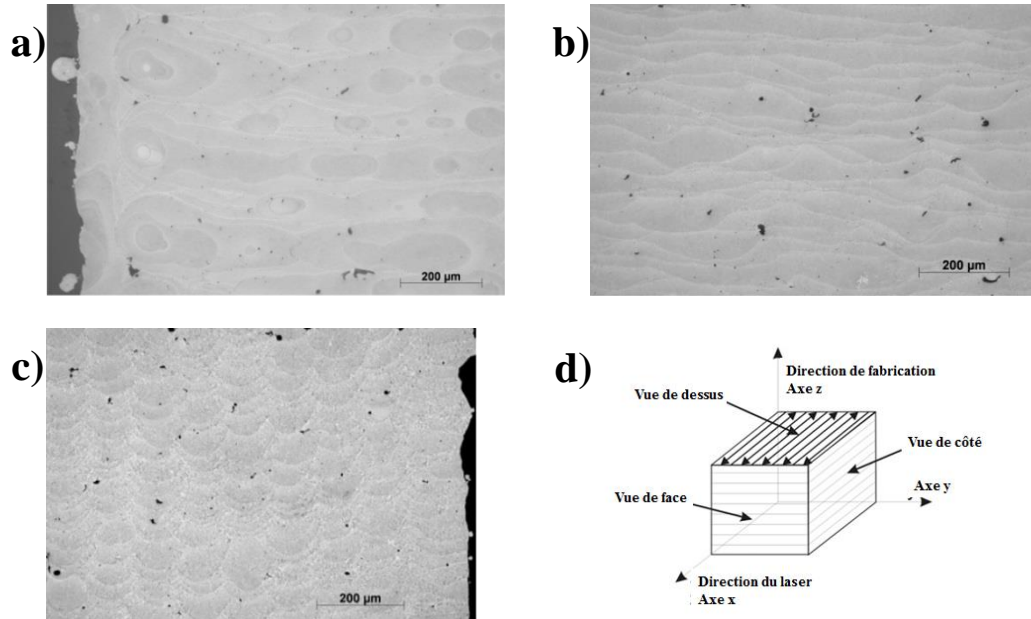 a)
200 µm
b)
200 µm
c)
200 µm
d)
Direction de fabrication
Axe z
Vue de dessus
Vue de côté
Axe y
Vue de face
Direction du laser
Axe x